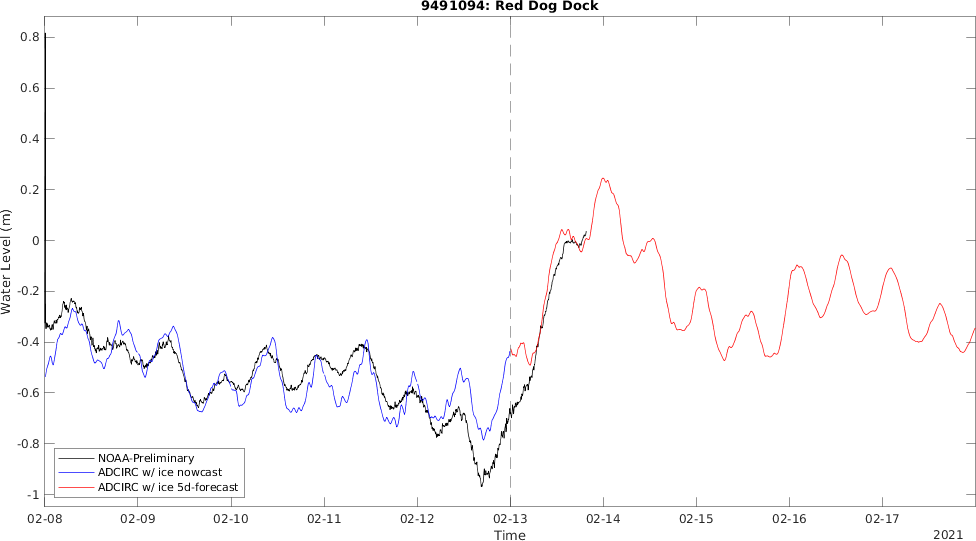 9491094: Red Dog Dock
Water Level (m)
0.8
0.6
0.4
0.2
0
-0.2
-0.4
-0.6
-0.8
-1
NOAA-Preliminary
ADCIRC w/ ice nowcast
ADCIRC w/ ice 5d-forecast
02-08 02-09 02-10 02-11 02-12 02-13 02-14 02-15 02-16 02-17
Time
2021